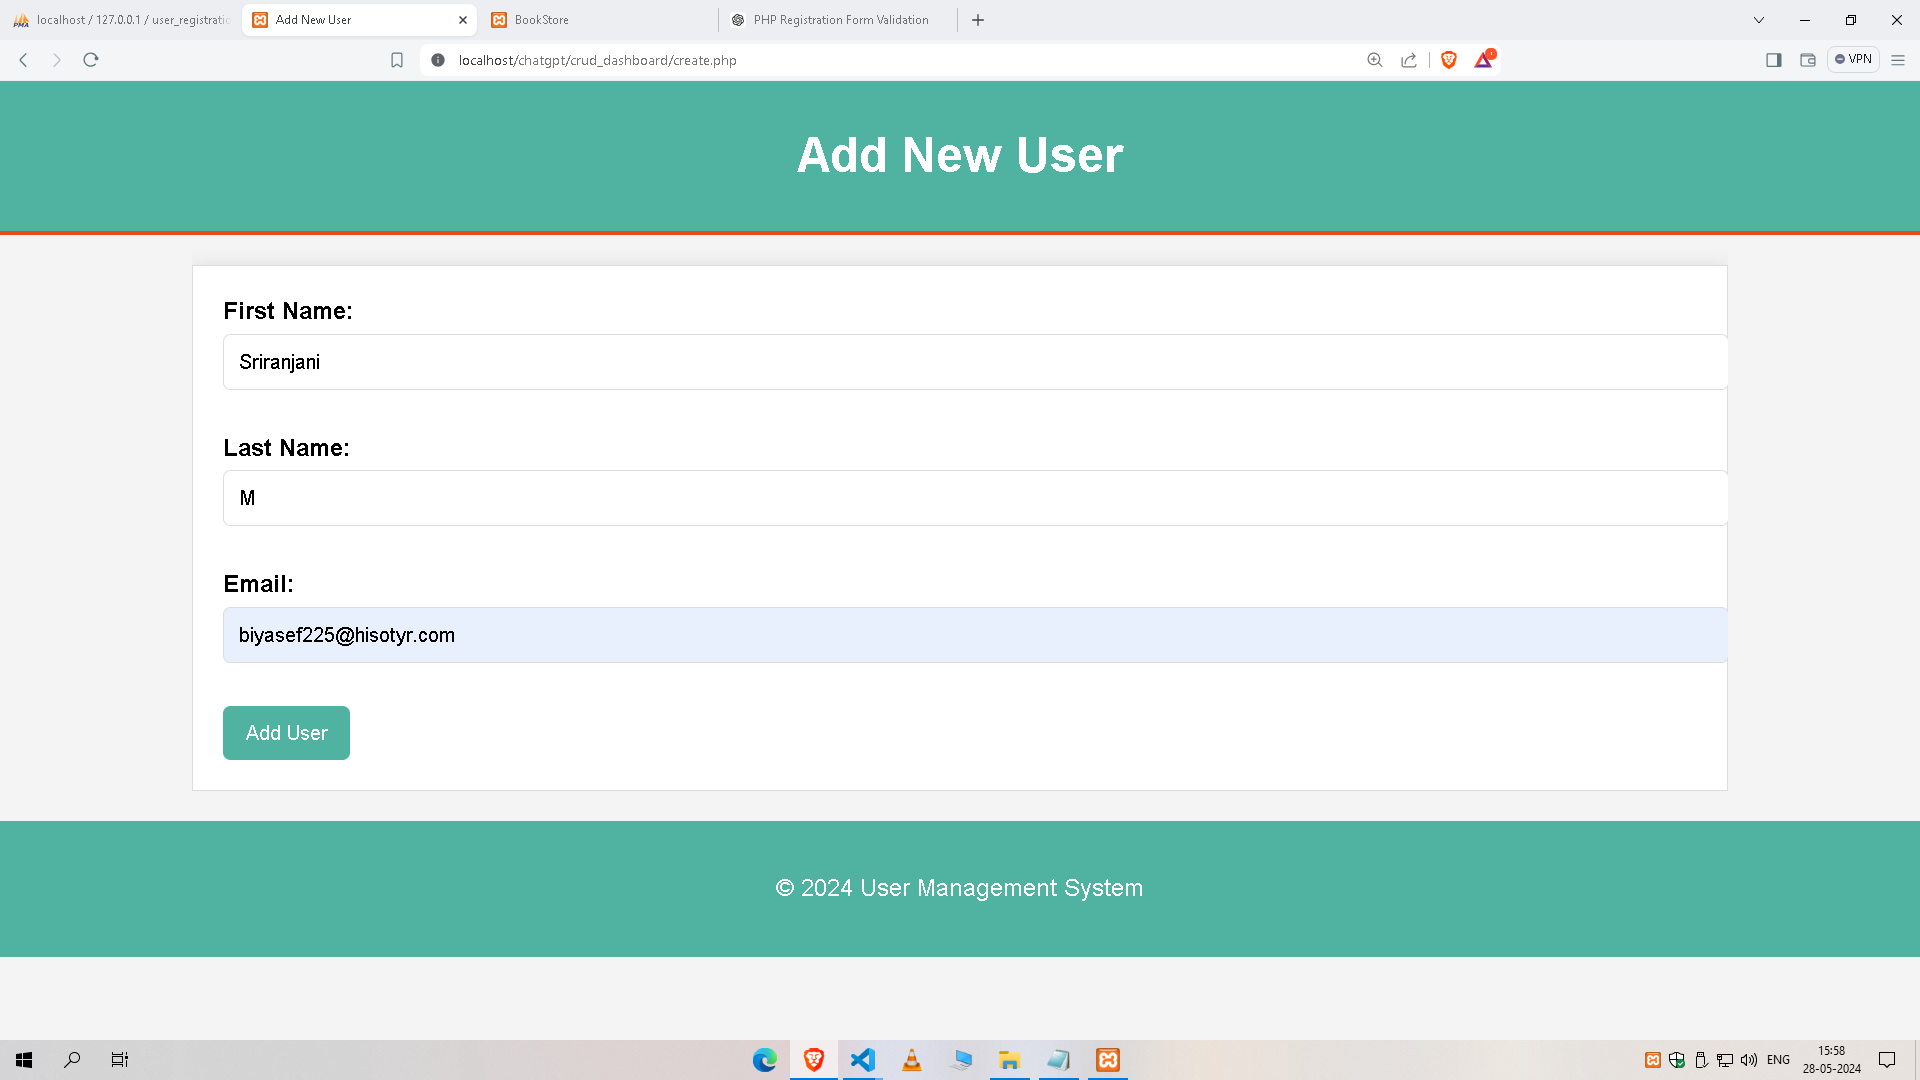 localhost / 127.0.0.1 / user_registratio
Add New User
BookStore
PHP Registration Form Validation
localhost/chatgpt/crud_dashboard/create.php
VPN
Add New User
First Name:
Sriranjani
Last Name:
M
Email:
biyasef225@hisotyr.com
Add User
© 2024 User Management System
ENG
15:58
28-05-2024